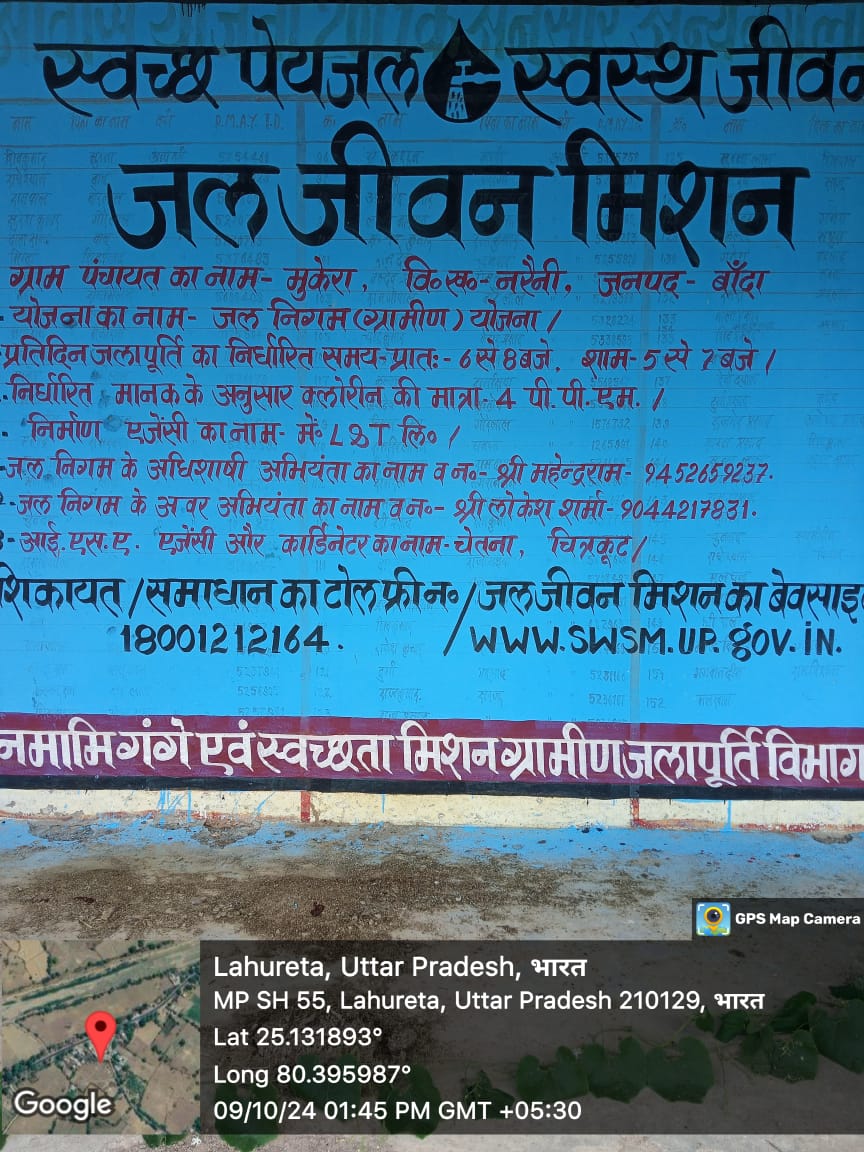 स्वच्छ पेयजल स्वस्थ जीवन
जल जीवन मिशन
ग्राम पंचायत का नाम- मुकेरा, वि०ख०- नरैनी, जनपद- बाँदा
योजना का नाम- जल निगम (ग्रामीण) योजना /
प्रतिदिन जलापूर्ति का निर्धारित समय-प्रातः- 6 से 8 बजे, शाम- 5 से 7 बजे /
निर्धारित मानक के अनुसार क्लोरीन की मात्रा- 4 पी.पी.एम. /
निर्माण एजेंसी का नाम- मे० L&T लि० /
-जल निगम के अधिशाषी अभियंता का नाम व न०- श्री महेन्द्रराम- 9452659237.
-जल निगम के अवर अभियंता का नाम व न०- श्री लोकेश शर्मा- 9044217831.
-आई.एस.ए. एजेंसी और कार्डिनेटर का नाम-चेतना, चित्रकूट/
शिकायत/समाधान का टोल फ्री न०/जल जीवन मिशन का बेवसाइ
18001212164. /WWW.SWSM.UP.gov.iN.
नमामि गंगे एवं स्वच्छता मिशन ग्रामीण जलापूर्ति विभाग
GPS Map Camera
Lahureta, Uttar Pradesh, भारत
MP SH 55, Lahureta, Uttar Pradesh 210129, भारत
Lat 25.131893°
Long 80.395987°
09/10/24 01:45 PM GMT +05:30
Google